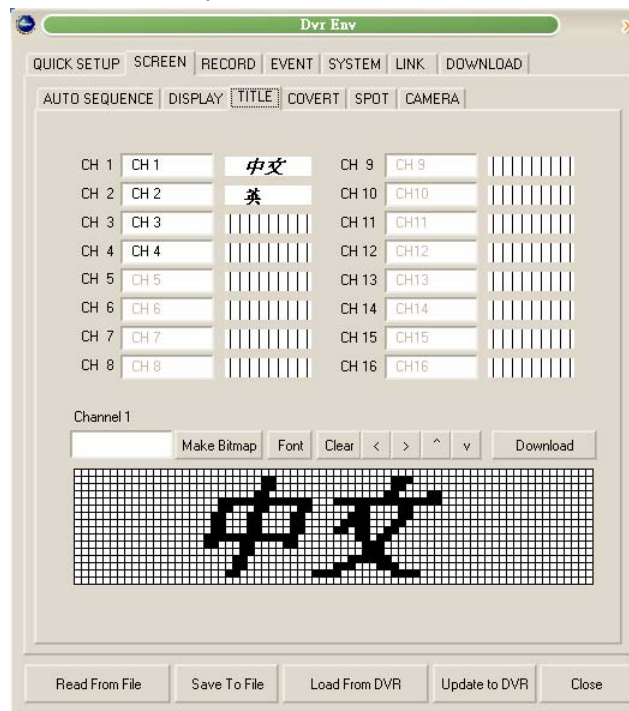 Dvr Env
QUICK SETUP SCREEN RECORD EVENT SYSTEM LINK DOWNLOAD
AUTO SEQUENCE DISPLAY TITLE COVERT SPOT CAMERA
CH 1 CH 1 中文 CH 9 CH 9
CH 2 CH 2 英 CH 10 CH10
CH 3 CH 3 CH 11 CH11
CH 4 CH 4 CH 12 CH12
CH 5 CH 5 CH 13 CH13
CH 6 CH 6 CH 14 CH14
CH 7 CH 7 CH 15 CH15
CH 8 CH 8 CH 16 CH16
Channel 1
Make Bitmap Font Clear < > ^ v Download
中文
Read From File Save To File Load From DVR Update to DVR Close